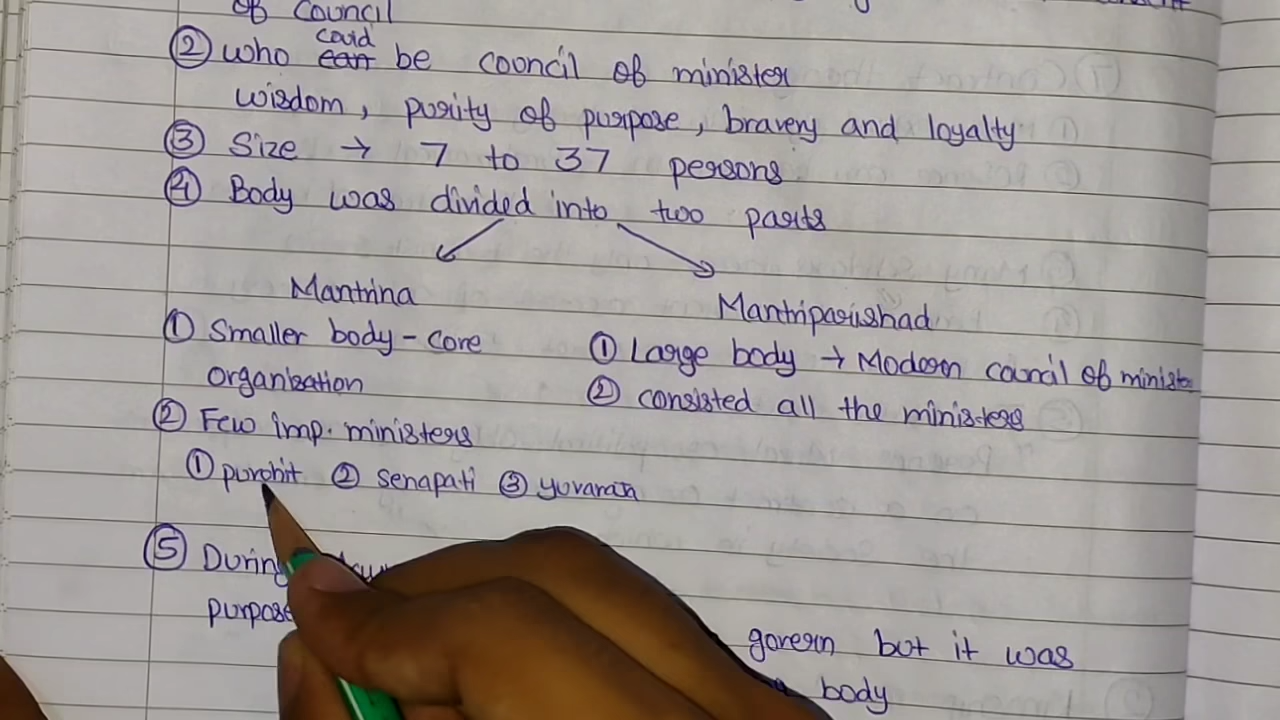 of council
② who could be council of minister
wisdom, purity of purpose, bravery and loyalty
③ Size → 7 to 37 persons
④ Body was divided into two parts
Mantrina
① Smaller body - core
organization
② Few imp. ministers
① purohit ② senapati ③ yuvaraj
Mantriparishad
① Large body → Modern council of minister
② consisted all the ministers
⑤ During
purpose
govern but it was
body